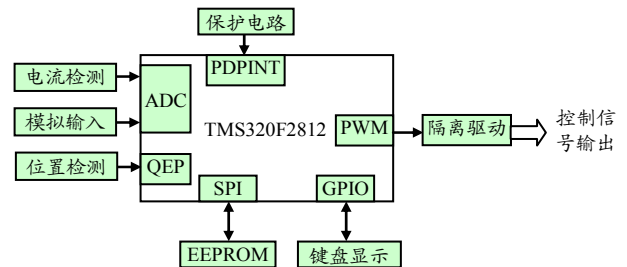 保护电路
PDPINT
电流检测
ADC
模拟输入
TMS320F2812
PWM
隔离驱动
控制信
号输出
位置检测
QEP
SPI
GPIO
EEPROM
键盘显示